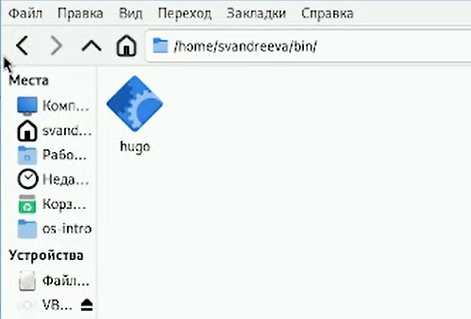 Файл Правка Вид Переход Закладки Справка
/home/svandreeva/bin/
Места
Комп...
svand...
Рабо...
Неда...
Корз...
os-intro
Устройства
Файл...
VB...
hugo